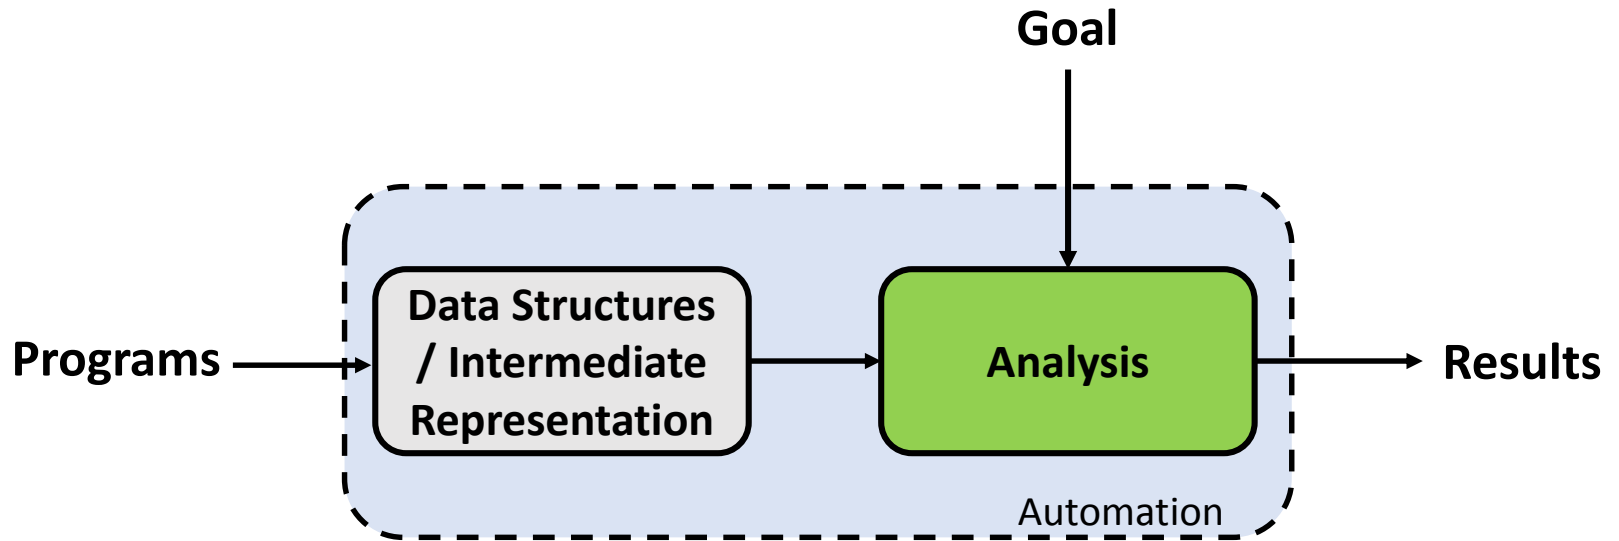 Goal
Programs
Data Structures
/ Intermediate
Representation
Analysis
Results
Automation